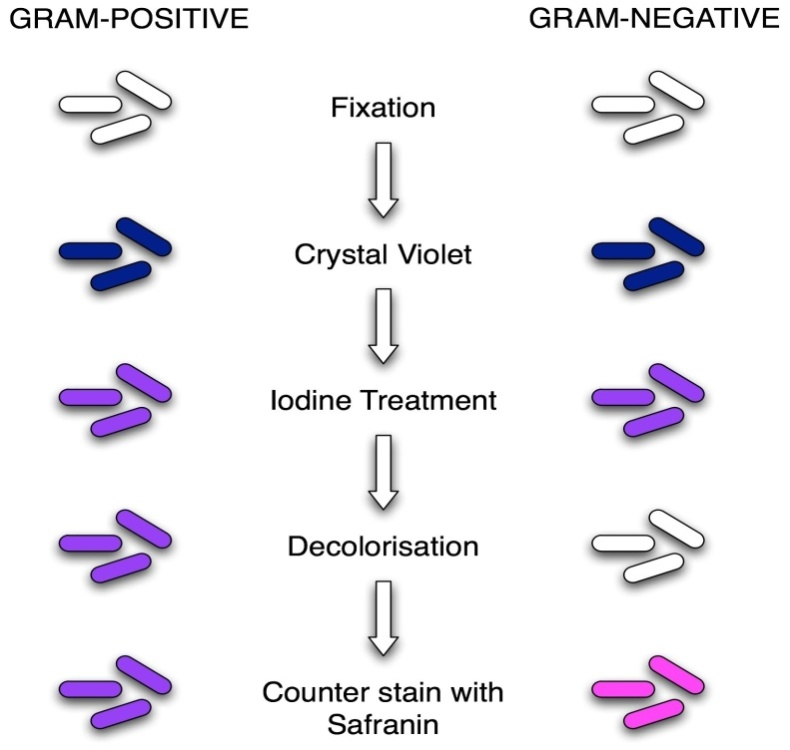 GRAM-POSITIVE
GRAM-NEGATIVE
Fixation
Crystal Violet
Iodine Treatment
Decolorisation
Counter stain with
Safranin